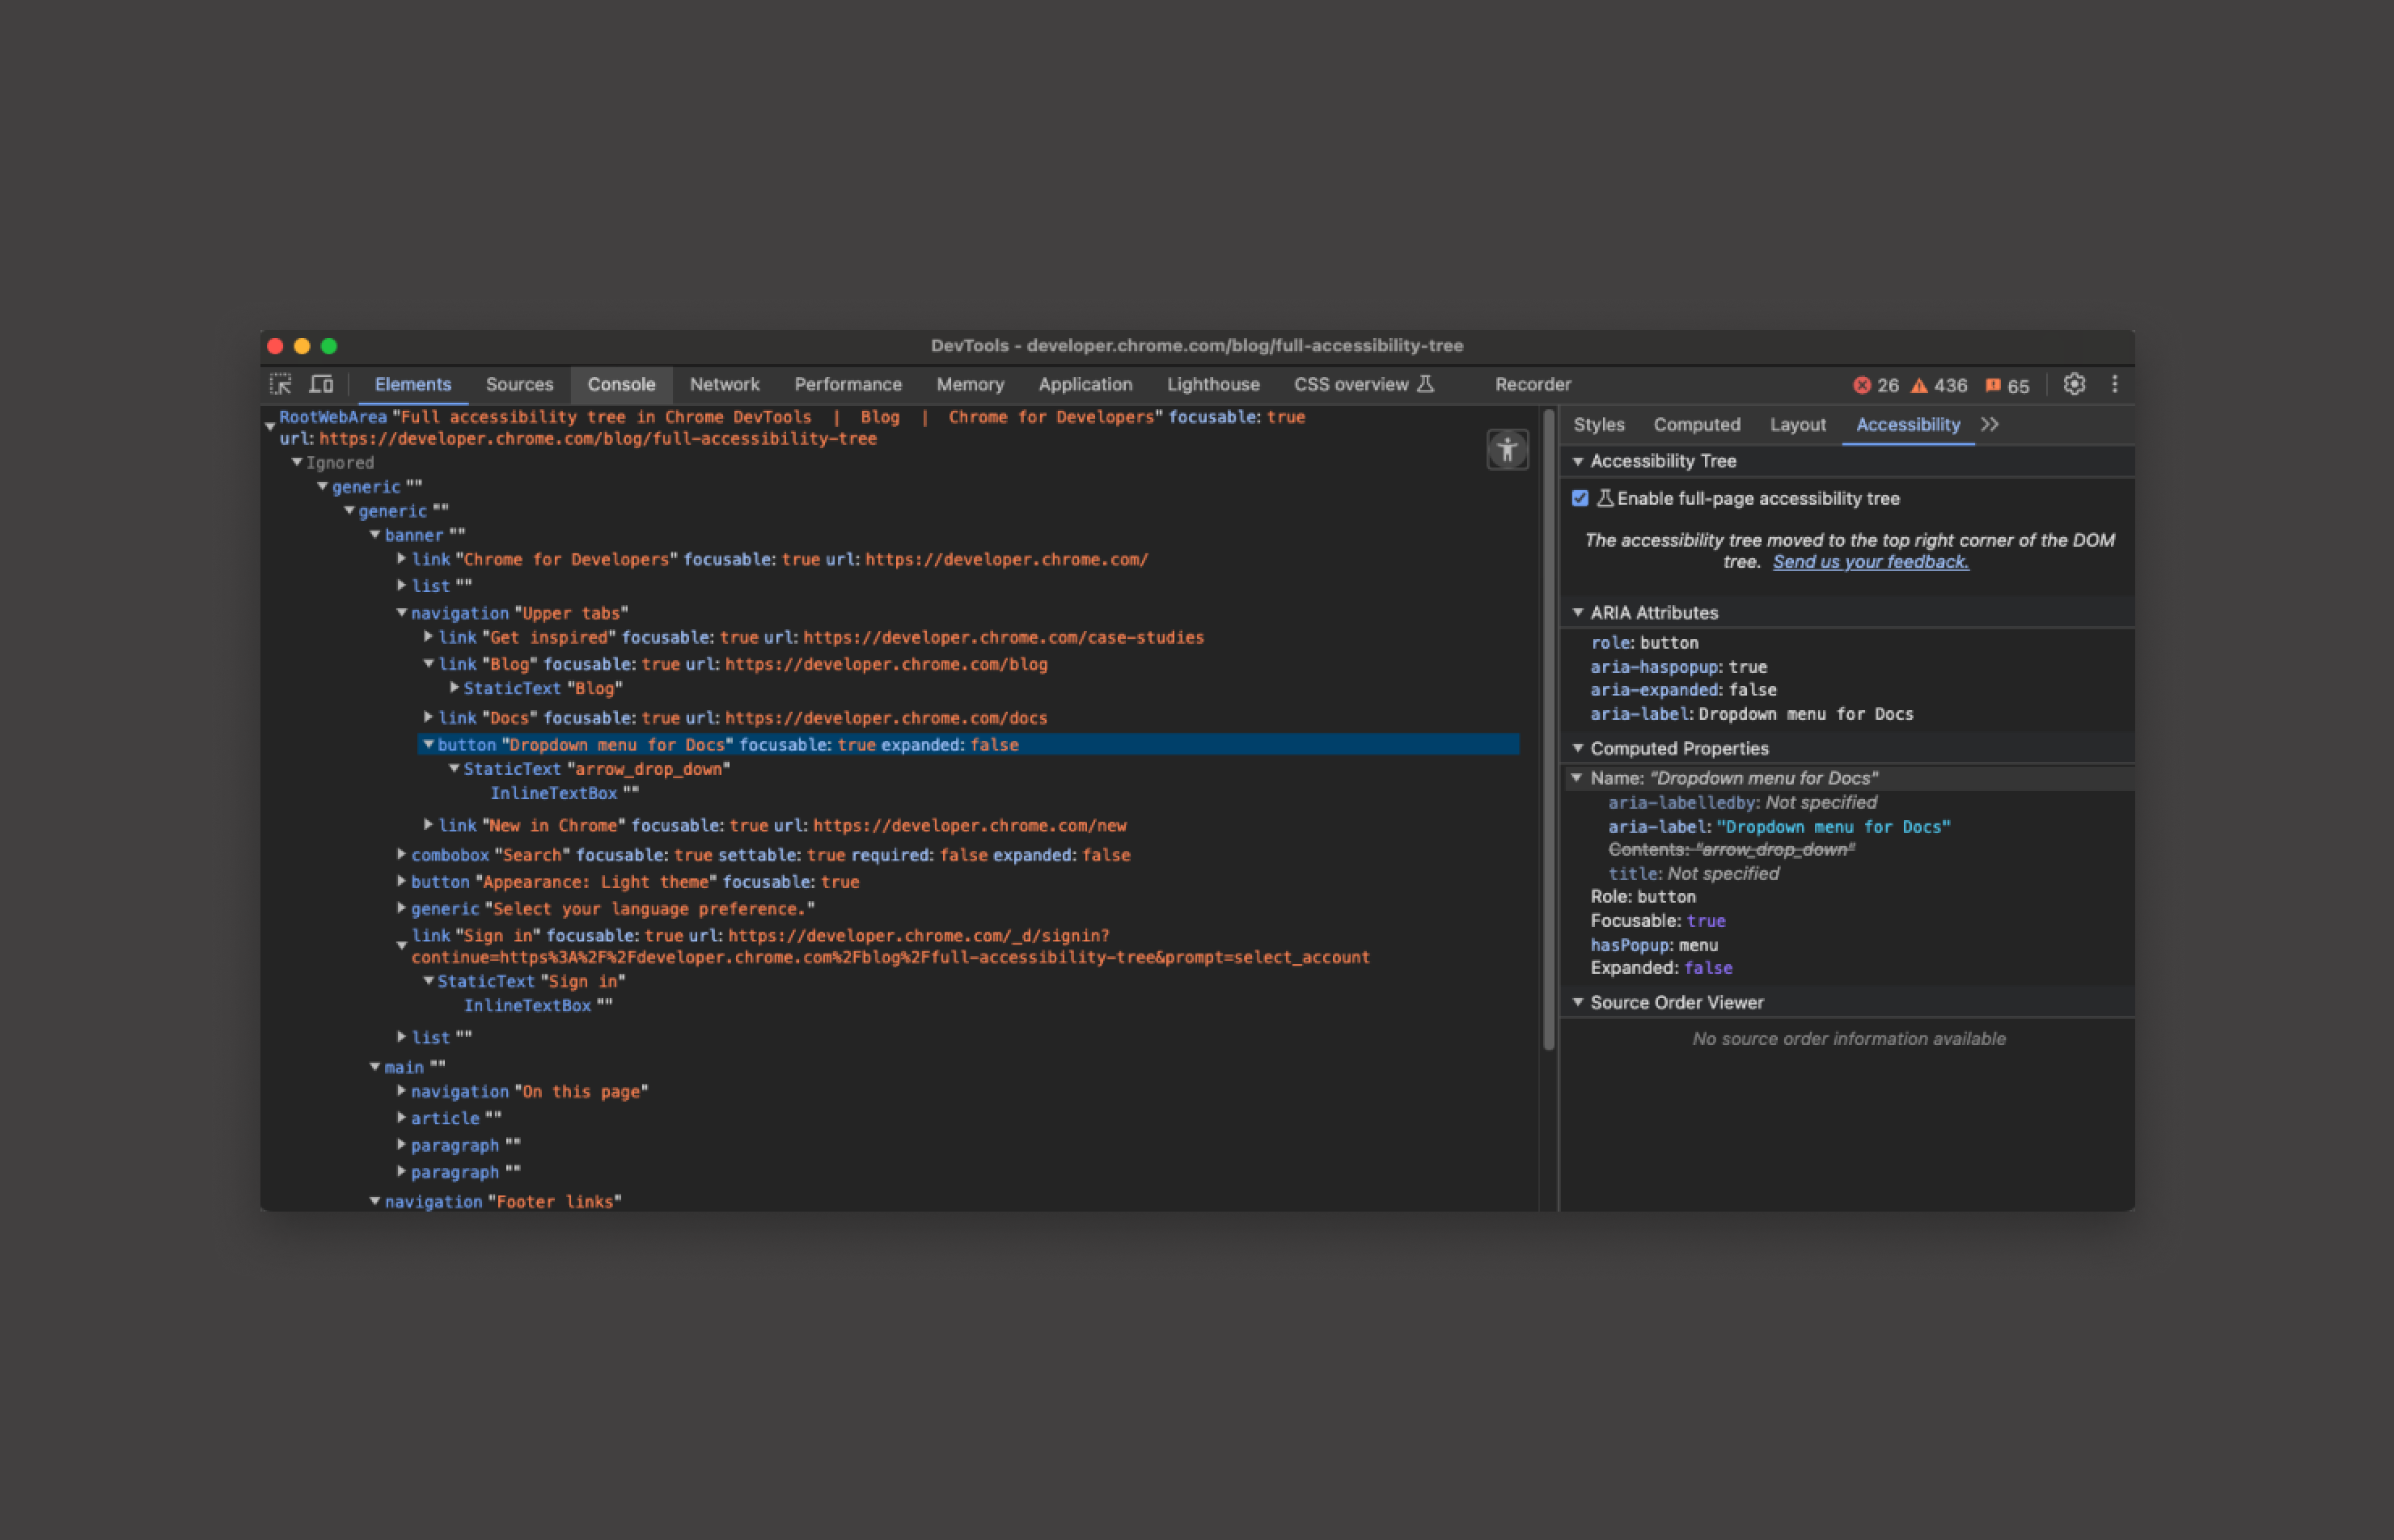 DevTools - developer.chrome.com/blog/full-accessibility-tree
Elements Sources Console Network Performance Memory Application Lighthouse CSS overview Recorder 26 436 65
RootWebArea "Full accessibility tree in Chrome DevTools | Blog | Chrome for Developers" focusable: true
url: https://developer.chrome.com/blog/full-accessibility-tree
Ignored
generic ""
generic ""
banner ""
link "Chrome for Developers" focusable: true url: https://developer.chrome.com/
list ""
navigation "Upper tabs"
link "Get inspired" focusable: true url: https://developer.chrome.com/case-studies
link "Blog" focusable: true url: https://developer.chrome.com/blog
StaticText "Blog"
link "Docs" focusable: true url: https://developer.chrome.com/docs
button "Dropdown menu for Docs" focusable: true expanded: false
StaticText "arrow_drop_down"
InlineTextBox ""
link "New in Chrome" focusable: true url: https://developer.chrome.com/new
combobox "Search" focusable: true settable: true required: false expanded: false
button "Appearance: Light theme" focusable: true
generic "Select your language preference."
link "Sign in" focusable: true url: https://developer.chrome.com/_d/signin?
continue=https%3A%2F%2Fdeveloper.chrome.com%2Fblog%2Ffull-accessibility-tree&prompt=select_account
StaticText "Sign in"
InlineTextBox ""
list ""
main ""
navigation "On this page"
article ""
paragraph ""
paragraph ""
navigation "Footer links"
Styles Computed Layout Accessibility
Accessibility Tree
Enable full-page accessibility tree
The accessibility tree moved to the top right corner of the DOM
tree. Send us your feedback.
ARIA Attributes
role: button
aria-haspopup: true
aria-expanded: false
aria-label: Dropdown menu for Docs
Computed Properties
Name: "Dropdown menu for Docs"
aria-labelledby: Not specified
aria-label: "Dropdown menu for Docs"
Contents: "arrow_drop_down"
title: Not specified
Role: button
Focusable: true
hasPopup: menu
Expanded: false
Source Order Viewer
No source order information available